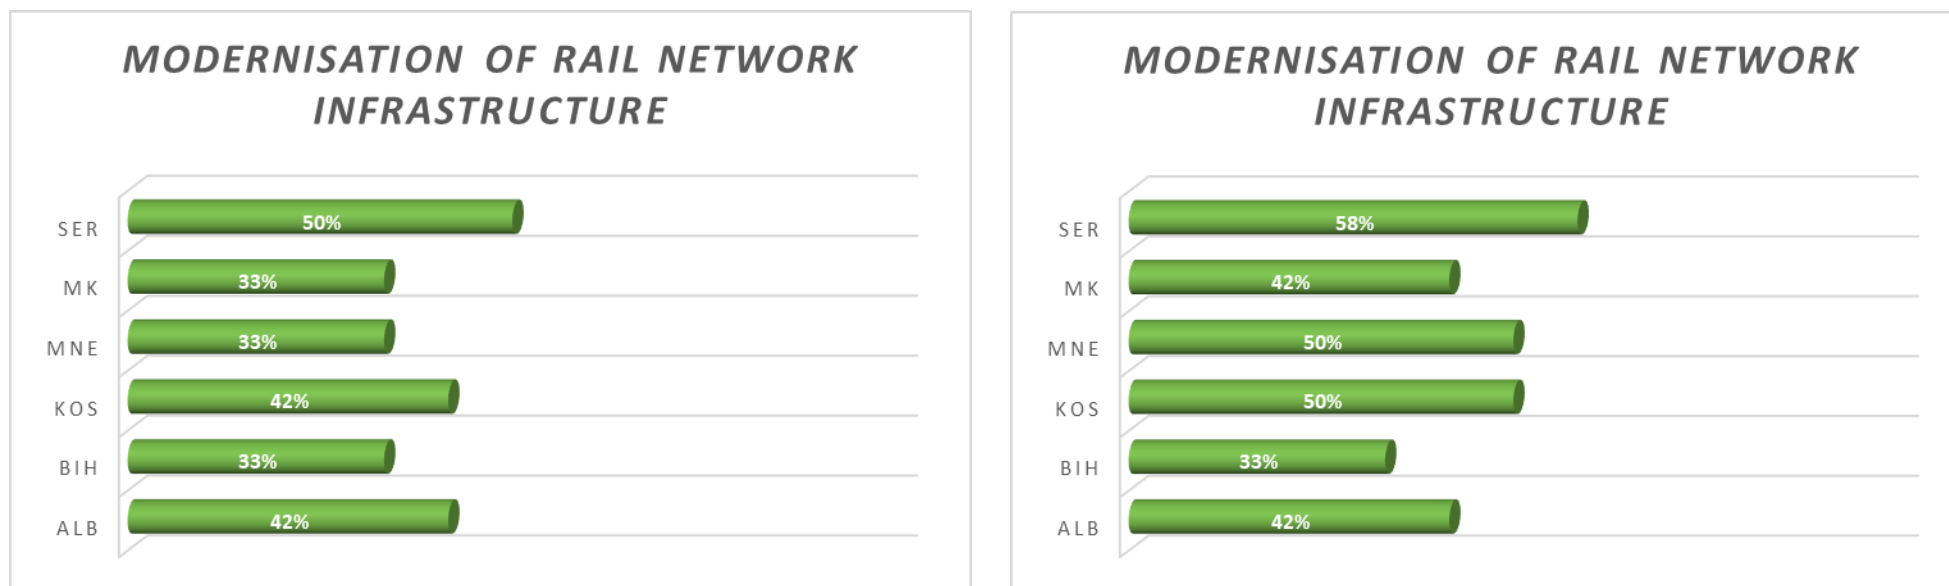 MODERNISATION OF RAIL NETWORK
INFRASTRUCTURE
SER 50%
MK 33%
MNE 33%
KOS 42%
BIH 33%
ALB 42%
MODERNISATION OF RAIL NETWORK
INFRASTRUCTURE
SER 58%
MK 42%
MNE 50%
KOS 50%
BIH 33%
ALB 42%